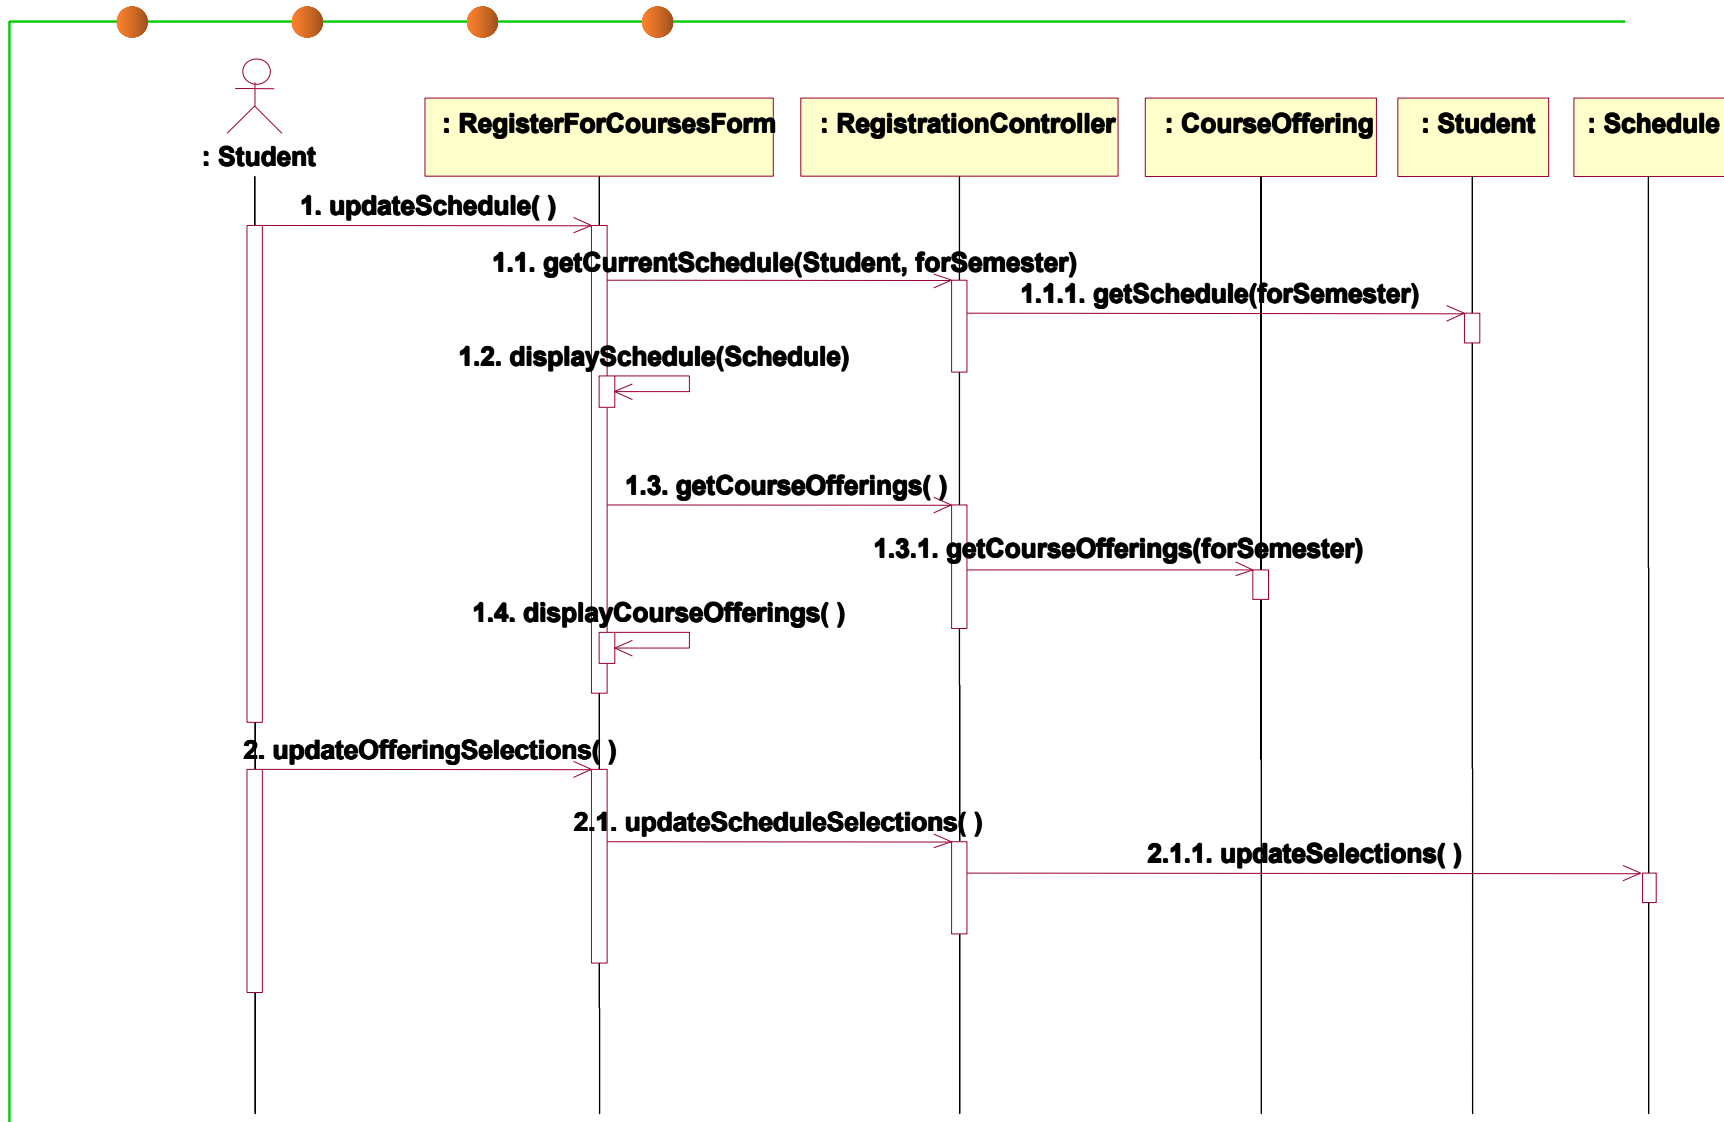 : Student
: RegisterForCoursesForm
: RegistrationController
: CourseOffering
: Student
: Schedule
1. updateSchedule( )
1.1. getCurrentSchedule(Student, forSemester)
1.1.1. getSchedule(forSemester)
1.2. displaySchedule(Schedule)
1.3. getCourseOfferings( )
1.3.1. getCourseOfferings(forSemester)
1.4. displayCourseOfferings( )
2. updateOfferingSelections( )
2.1. updateScheduleSelections( )
2.1.1. updateSelections( )